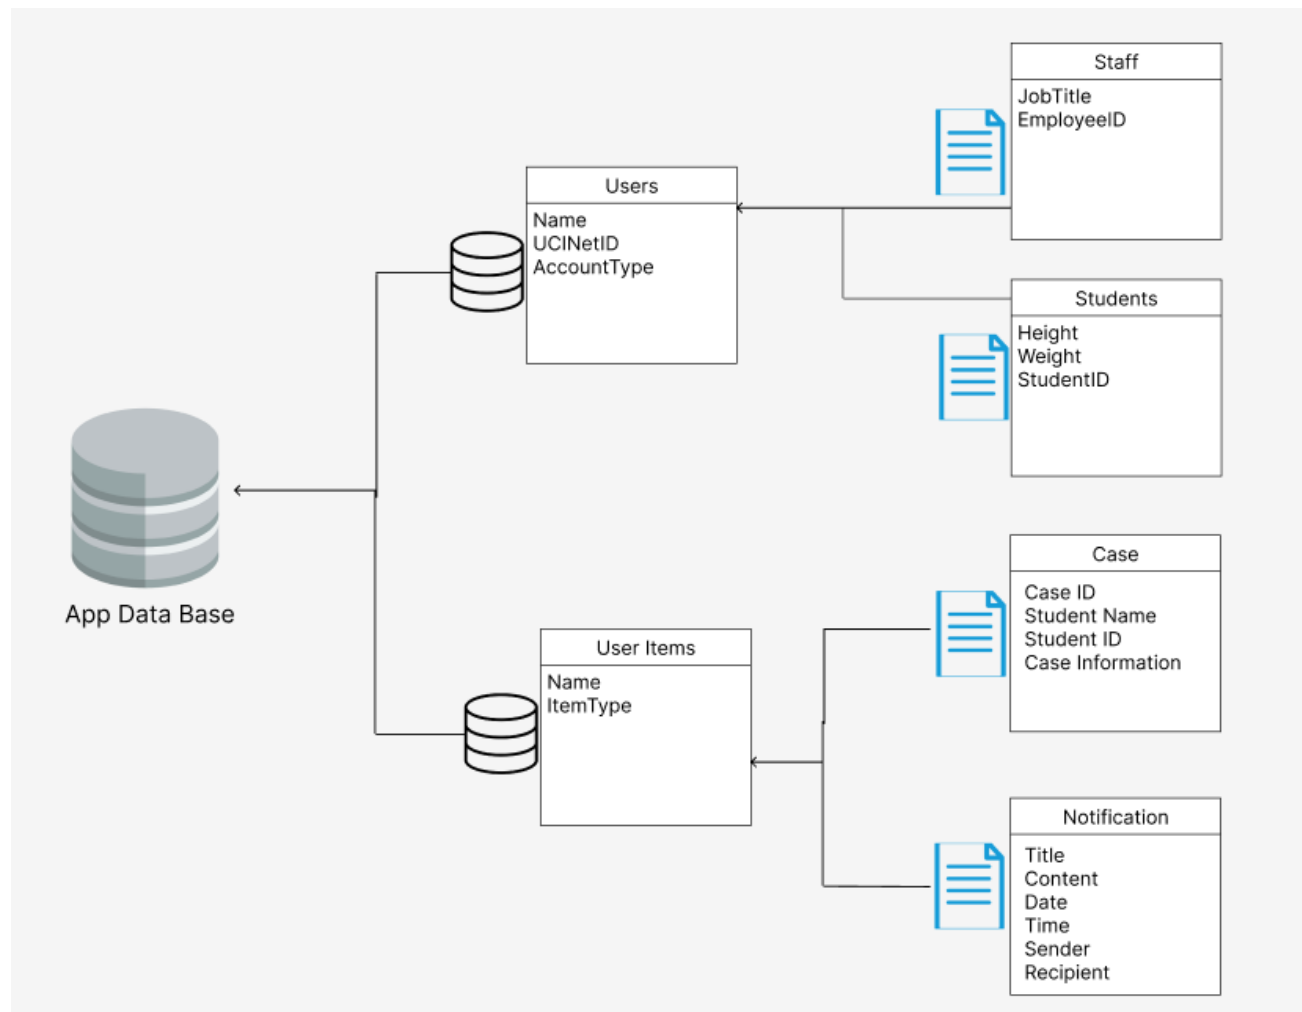 Staff
JobTitle
EmployeeID
Users
Name
UCINetID
AccountType
Students
Height
Weight
StudentID
App Data Base
User Items
Name
ItemType
Case
Case ID
Student Name
Student ID
Case Information
Notification
Title
Content
Date
Time
Sender
Recipient